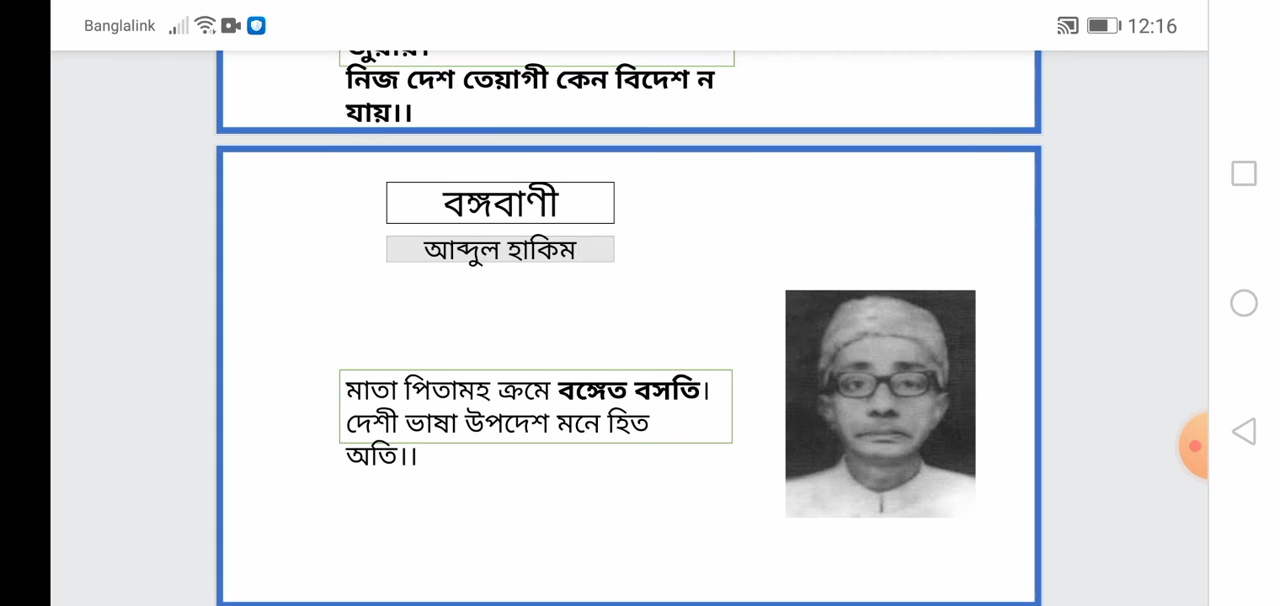 Banglalink
12:16
জুয়ায়।
নিজ দেশ তেয়াগী কেন বিদেশ ন
যায়।।
বঙ্গবাণী
আব্দুল হাকিম
মাতা পিতামহ ক্রমে বঙ্গেত বসতি।
দেশী ভাষা উপদেশ মনে হিত
অতি।।